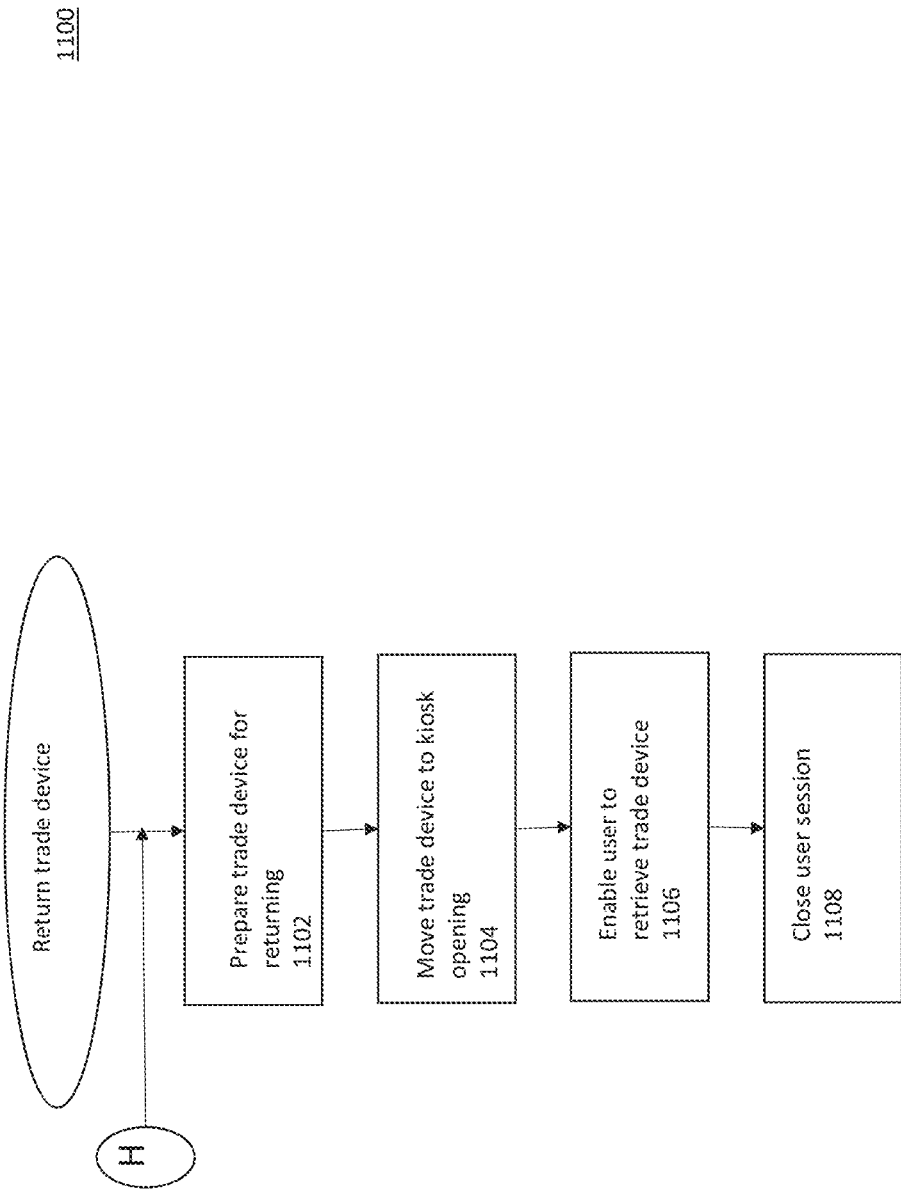 1100
Return trade device
H
Prepare trade device for
returning
1102
Move trade device to kiosk
opening
1104
Enable user to
retrieve trade device
1106
Close user session
1108